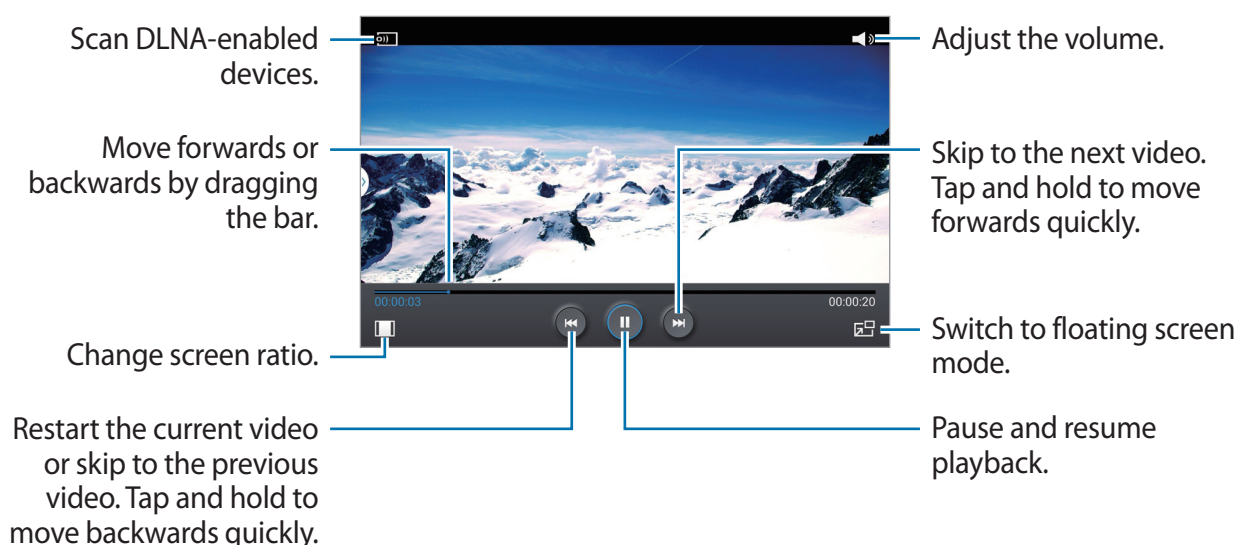 Scan DLNA-enabled
devices.
Adjust the volume.
Move forwards or
backwards by dragging
the bar.
Skip to the next video.
Tap and hold to move
forwards quickly.
00:00:03
00:00:20
Change screen ratio.
Switch to floating screen
mode.
Restart the current video
or skip to the previous
video. Tap and hold to
move backwards quickly.
Pause and resume
playback.